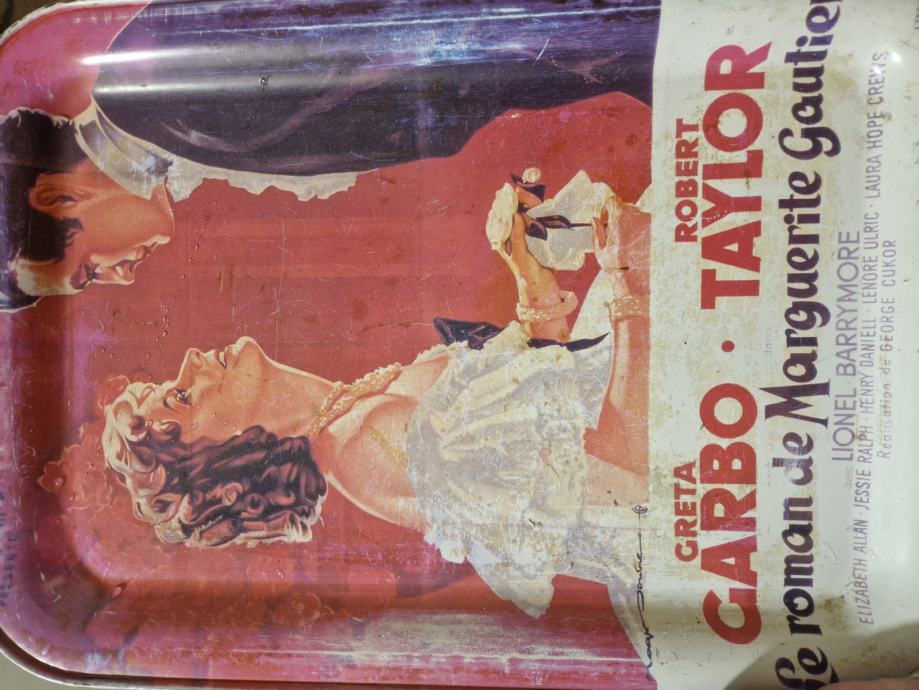 GRETA ROBERT
GARBO · TAYLOR
dans
Le roman de Marguerite Gautier
avec
LIONEL BARRYMORE
ELIZABETH ALLAN · JESSIE RALPH · HENRY DANIELL · LENORE ULRIC · LAURA HOPE CREWS
Réalisation de GEORGE CUKOR